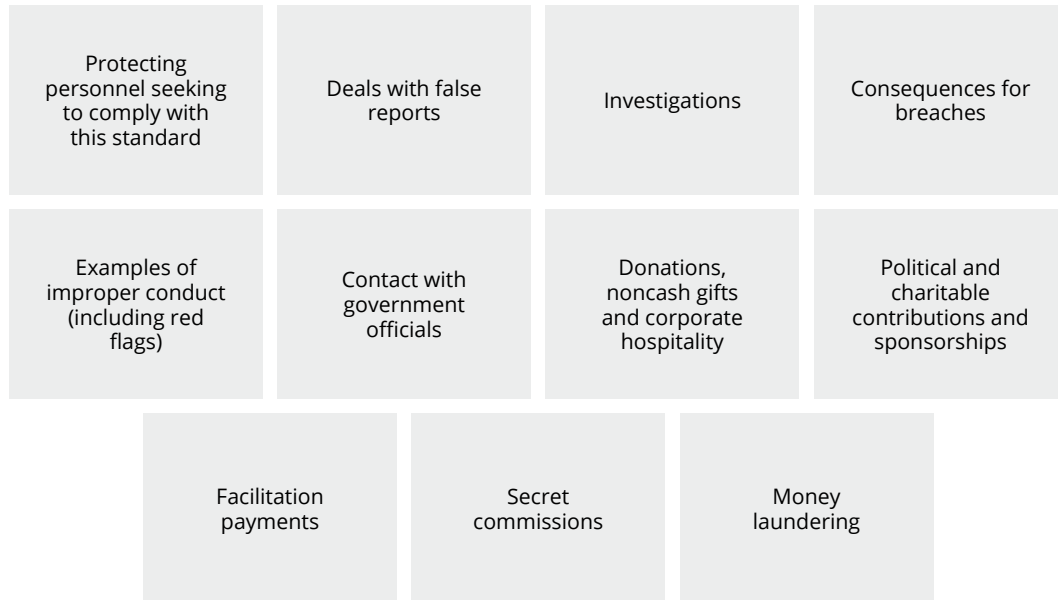 Protecting
personnel seeking
to comply with
this standard
Deals with false
reports
Investigations
Consequences for
breaches
Examples of
improper conduct
(including red
flags)
Contact with
government
officials
Donations,
noncash gifts
and corporate
hospitality
Political and
charitable
contributions and
sponsorships
Facilitation
payments
Secret
commissions
Money
laundering